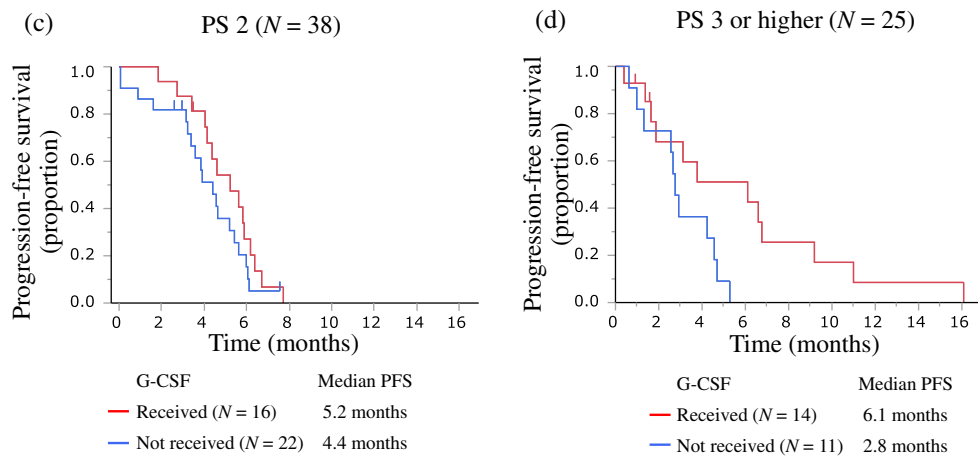 (c) PS 2 (N = 38)
Progression-free survival
(proportion)
1.0
0.8
0.6
0.4
0.2
0.0
0 2 4 6 8 10 12 14 16
Time (months)
G-CSF Median PFS
Received (N = 16) 5.2 months
Not received (N = 22) 4.4 months
(d) PS 3 or higher (N = 25)
Progression-free survival
(proportion)
1.0
0.8
0.6
0.4
0.2
0.0
0 2 4 6 8 10 12 14 16
Time (months)
G-CSF Median PFS
Received (N = 14) 6.1 months
Not received (N = 11) 2.8 months